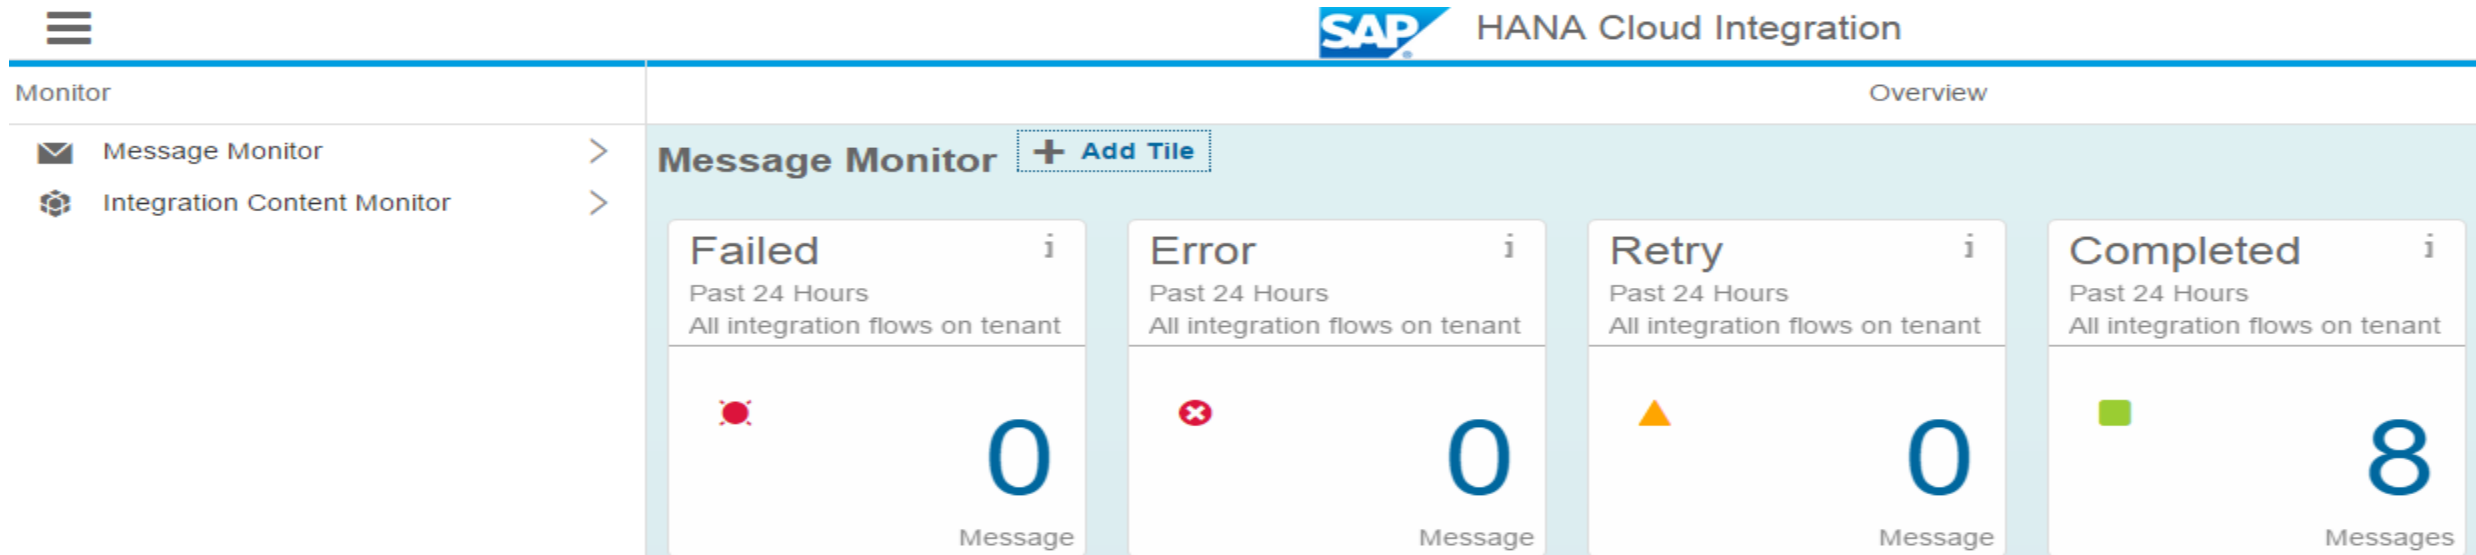 SAP HANA Cloud Integration
Monitor
Overview
Message Monitor
Integration Content Monitor
Message Monitor + Add Tile
Failed i
Past 24 Hours
All integration flows on tenant
0
Message
Error i
Past 24 Hours
All integration flows on tenant
0
Message
Retry i
Past 24 Hours
All integration flows on tenant
0
Message
Completed i
Past 24 Hours
All integration flows on tenant
8
Messages